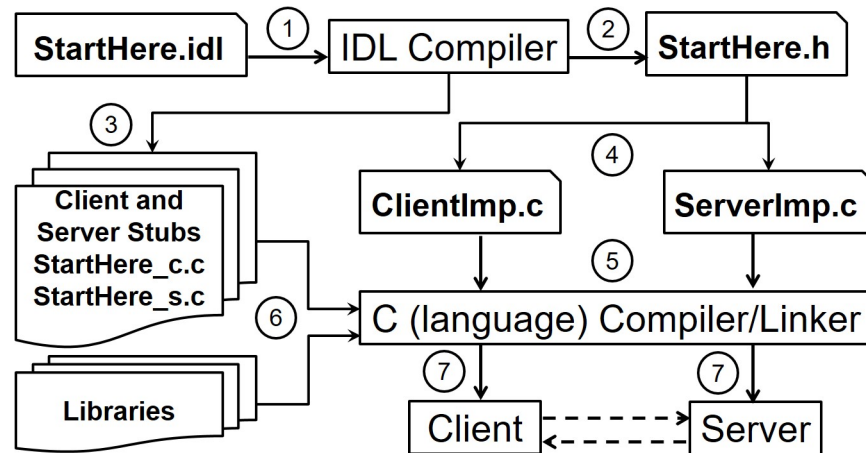 StartHere.idl
1
IDL Compiler
2
StartHere.h
3
4
Client and
Server Stubs
StartHere_c.c
StartHere_s.c
ClientImp.c
ServerImp.c
5
6
C (language) Compiler/Linker
7
7
Libraries
Client
Server